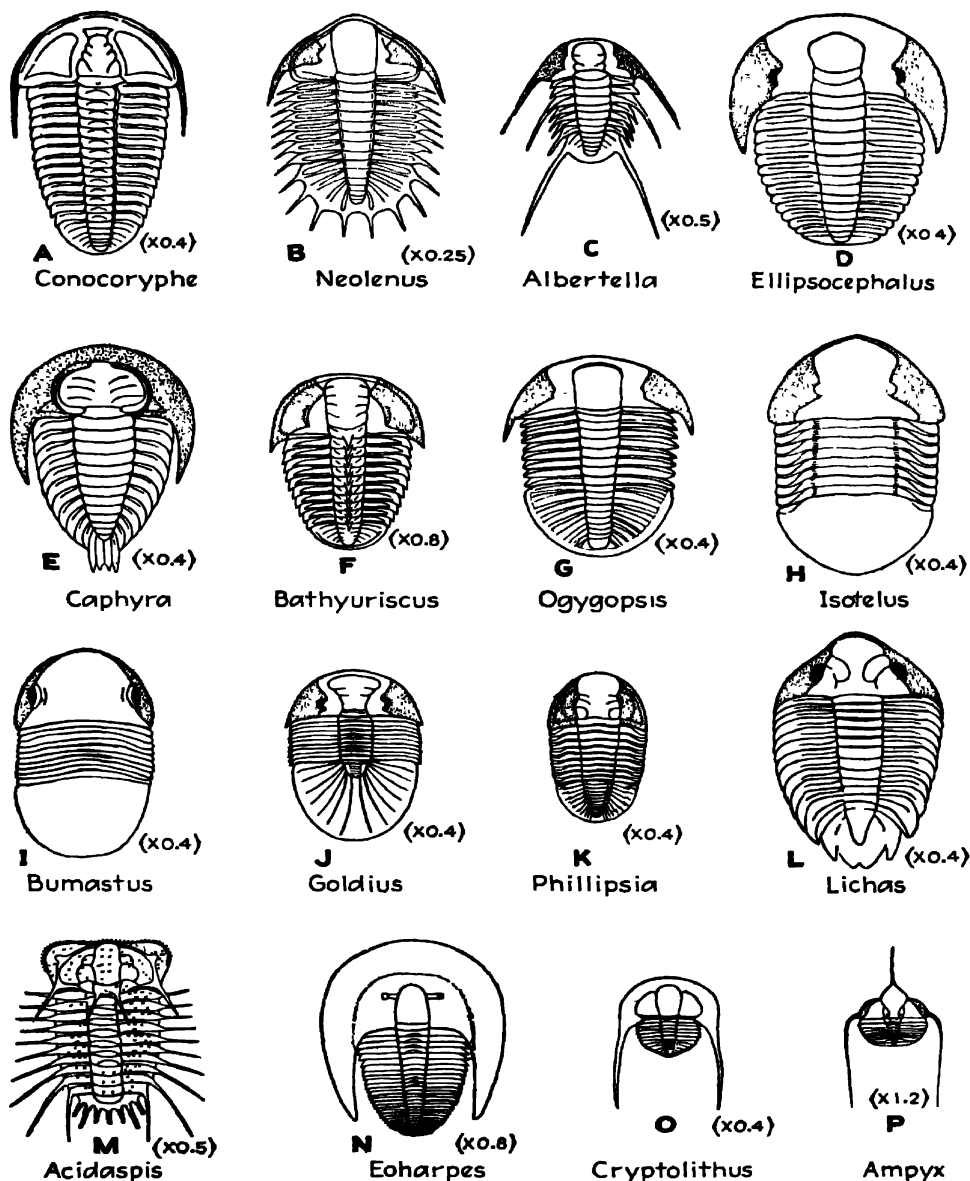 A (X0.4)
Conocoryphe
B (X0.25)
Neolenus
C (X0.5)
Albertella
D (X0 4)
Ellipsocephalus
E (X0.4)
Caphyra
F (X0.8)
Bathyuriscus
G (X0.4)
Ogygopsis
H (X0.4)
Isotelus
I (X0.4)
Bumastus
J (X0.4)
Goldius
K (X0.4)
Phillipsia
L (X0.4)
Lichas
M (X0.5)
Acidaspis
N (X0.8)
Eoharpes
O (X0.4)
Cryptolithus
(X1.2)
P
Ampyx